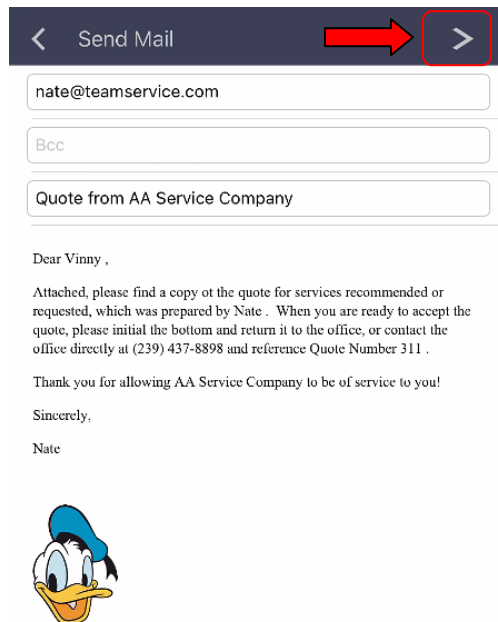 Send Mail
nate@teamservice.com
Bcc
Quote from AA Service Company
Dear Vinny ,
Attached, please find a copy ot the quote for services recommended or
requested, which was prepared by Nate .  When you are ready to accept the
quote, please initial the bottom and return it to the office, or contact the
office directly at (239) 437-8898 and reference Quote Number 311 .
Thank you for allowing AA Service Company to be of service to you!
Sincerely,
Nate